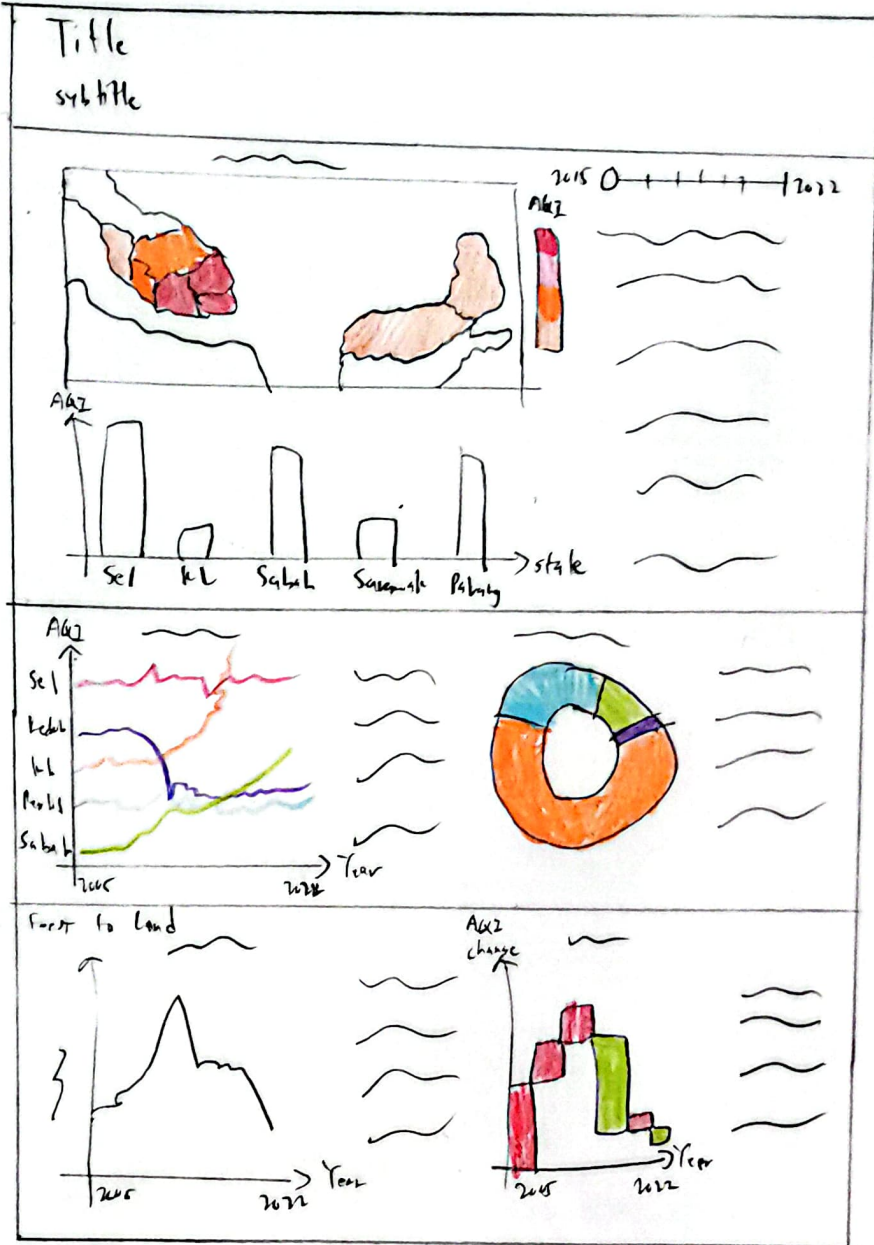 Title
subtitle
2015
2022
AQI
AQI
Sel
KL
Sabah
Sarawak
Pahang
state
AQI
Sel
Kedah
KL
Perlis
Sabah
2005
2022
Year
Forest to land
2005
2022
Year
AQI
change
2005
2022
Year